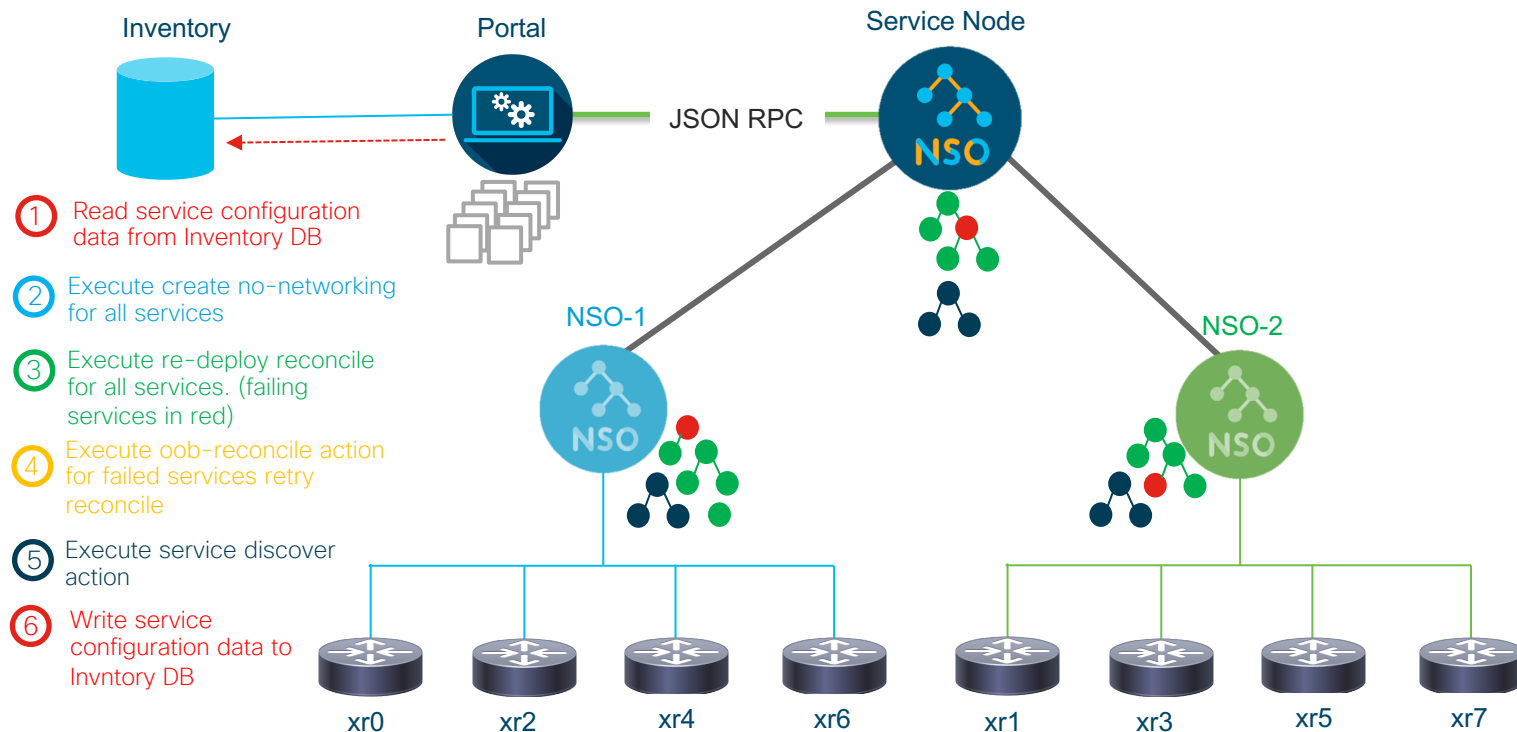 Inventory
Portal
Service Node
JSON RPC
NSO
1
Read service configuration
data from Inventory DB
2
Execute create no-networking
for all services
3
Execute re-deploy reconcile
for all services. (failing
services in red)
4
Execute oob-reconcile action
for failed services retry
reconcile
5
Execute service discover
action
6
Write service
configuration data to
Invntory DB
NSO-1
NSO
NSO-2
NSO
xr0
xr2
xr4
xr6
xr1
xr3
xr5
xr7